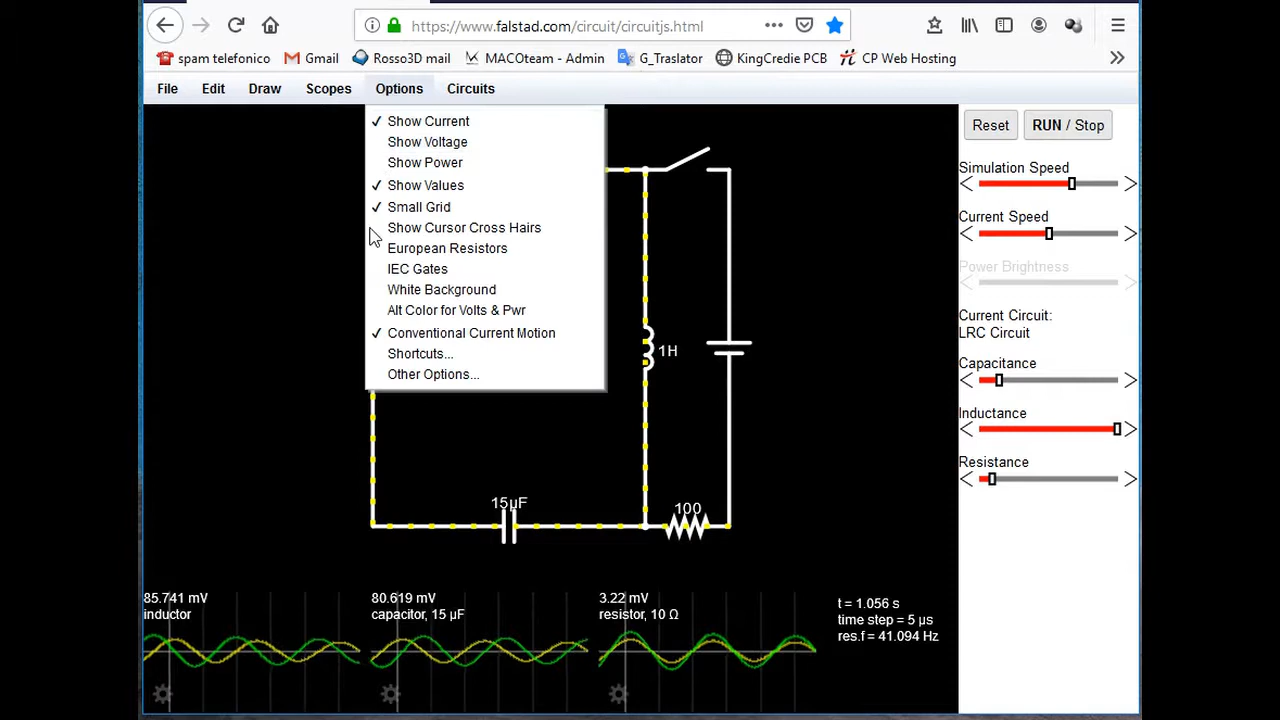 https://www.falstad.com/circuit/circuitjs.html
spam telefonico
Gmail
Rosso3D mail
MACOteam - Admin
G_Traslator
KingCredie PCB
CP Web Hosting
File
Edit
Draw
Scopes
Options
Circuits
✓ Show Current
Show Voltage
Show Power
✓ Show Values
✓ Small Grid
Show Cursor Cross Hairs
European Resistors
IEC Gates
White Background
Alt Color for Volts & Pwr
✓ Conventional Current Motion
Shortcuts...
Other Options...
1H
15μF
100
Reset
RUN / Stop
Simulation Speed
Current Speed
Power Brightness
Current Circuit:
LRC Circuit
Capacitance
Inductance
Resistance
85.741 mV
inductor
80.619 mV
capacitor, 15 μF
3.22 mV
resistor, 10 Ω
t = 1.056 s
time step = 5 μs
res.f = 41.094 Hz